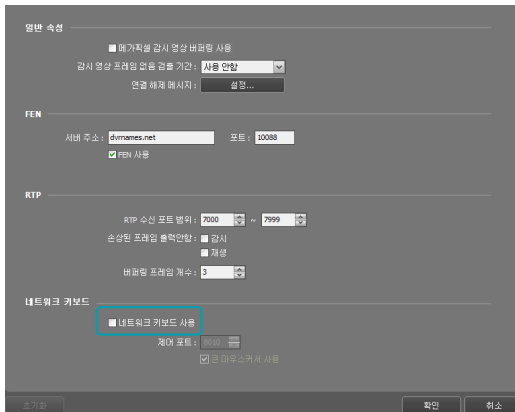 일반 속성
메가픽셀 감시 영상 버퍼링 사용
감시 영상 프레임 없음 검출 기간: 사용 안함
연결 해제 메시지: 설정...
FEN
서버 주소: dvrnames.net 포트: 10088
FEN 사용
RTP
RTP 수신 포트 범위: 7000 ~ 7999
손상된 프레임 출력안함: 감시
재생
버퍼링 프레임 개수: 3
네트워크 키보드
네트워크 키보드 사용
제어 포트: 8010
큰 마우스커서 사용
초기화 확인 취소